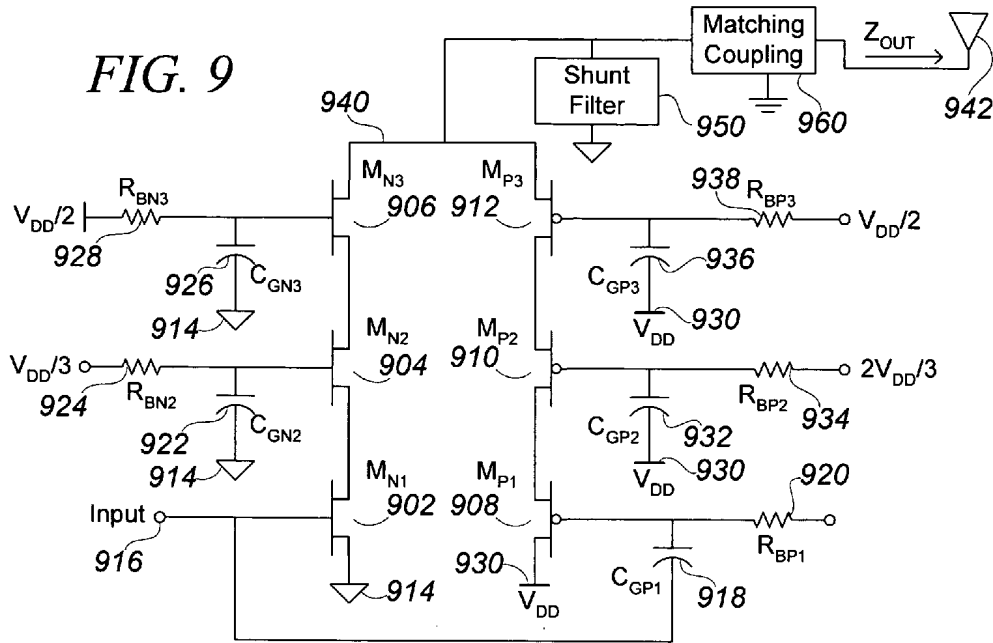 FIG. 9
Matching
Coupling
Z_OUT
Shunt
Filter
950
960
942
940
M_N3
M_P3
938
R_BP3
R_BN3
V_DD/2
928
926
C_GN3
906
912
936
C_GP3
V_DD/2
914
930
V_DD
M_N2
M_P2
V_DD/3
924
R_BN2
922
C_GN2
904
910
932
C_GP2
R_BP2
934
2V_DD/3
914
930
V_DD
M_N1
M_P1
920
Input
916
902
908
R_BP1
914
930
V_DD
C_GP1
918